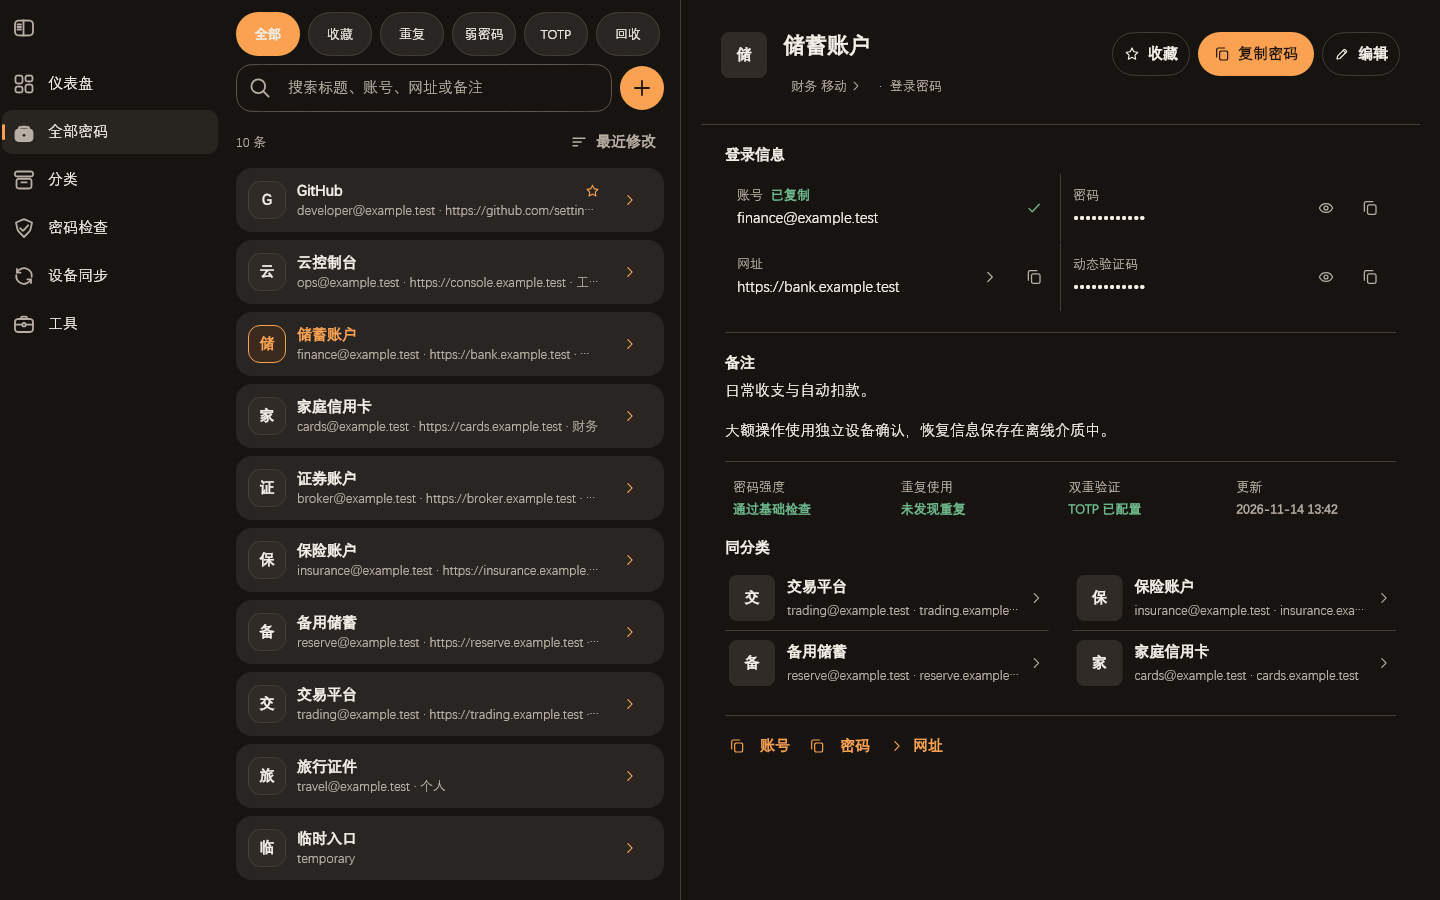 仪表盘
全部密码
分类
密码检查
设备同步
工具
全部
收藏
重复
弱密码
TOTP
回收
搜索标题、账号、网址或备注
10 条
最近修改
G
GitHub
developer@example.test · https://github.com/settin···
云
云控制台
ops@example.test · https://console.example.test · 工···
储
储蓄账户
finance@example.test · https://bank.example.test · ···
家
家庭信用卡
cards@example.test · https://cards.example.test · 财务
证
证券账户
broker@example.test · https://broker.example.test · ···
保
保险账户
insurance@example.test · https://insurance.example.···
备
备用储蓄
reserve@example.test · https://reserve.example.test ····
交
交易平台
trading@example.test · https://trading.example.test ····
旅
旅行证件
travel@example.test · 个人
临
临时入口
temporary
储
储蓄账户
财务 移动 · 登录密码
收藏
复制密码
编辑
登录信息
账号 已复制
finance@example.test
密码
••••••••••••
网址
https://bank.example.test
动态验证码
••••••••••••
备注
日常收支与自动扣款。
大额操作使用独立设备确认，恢复信息保存在离线介质中。
密码强度
通过基础检查
重复使用
未发现重复
双重验证
TOTP 已配置
更新
2026-11-14 13:42
同分类
交
交易平台
trading@example.test · trading.example···
保
保险账户
insurance@example.test · insurance.exa···
备
备用储蓄
reserve@example.test · reserve.example···
家
家庭信用卡
cards@example.test · cards.example.test
账号
密码
网址